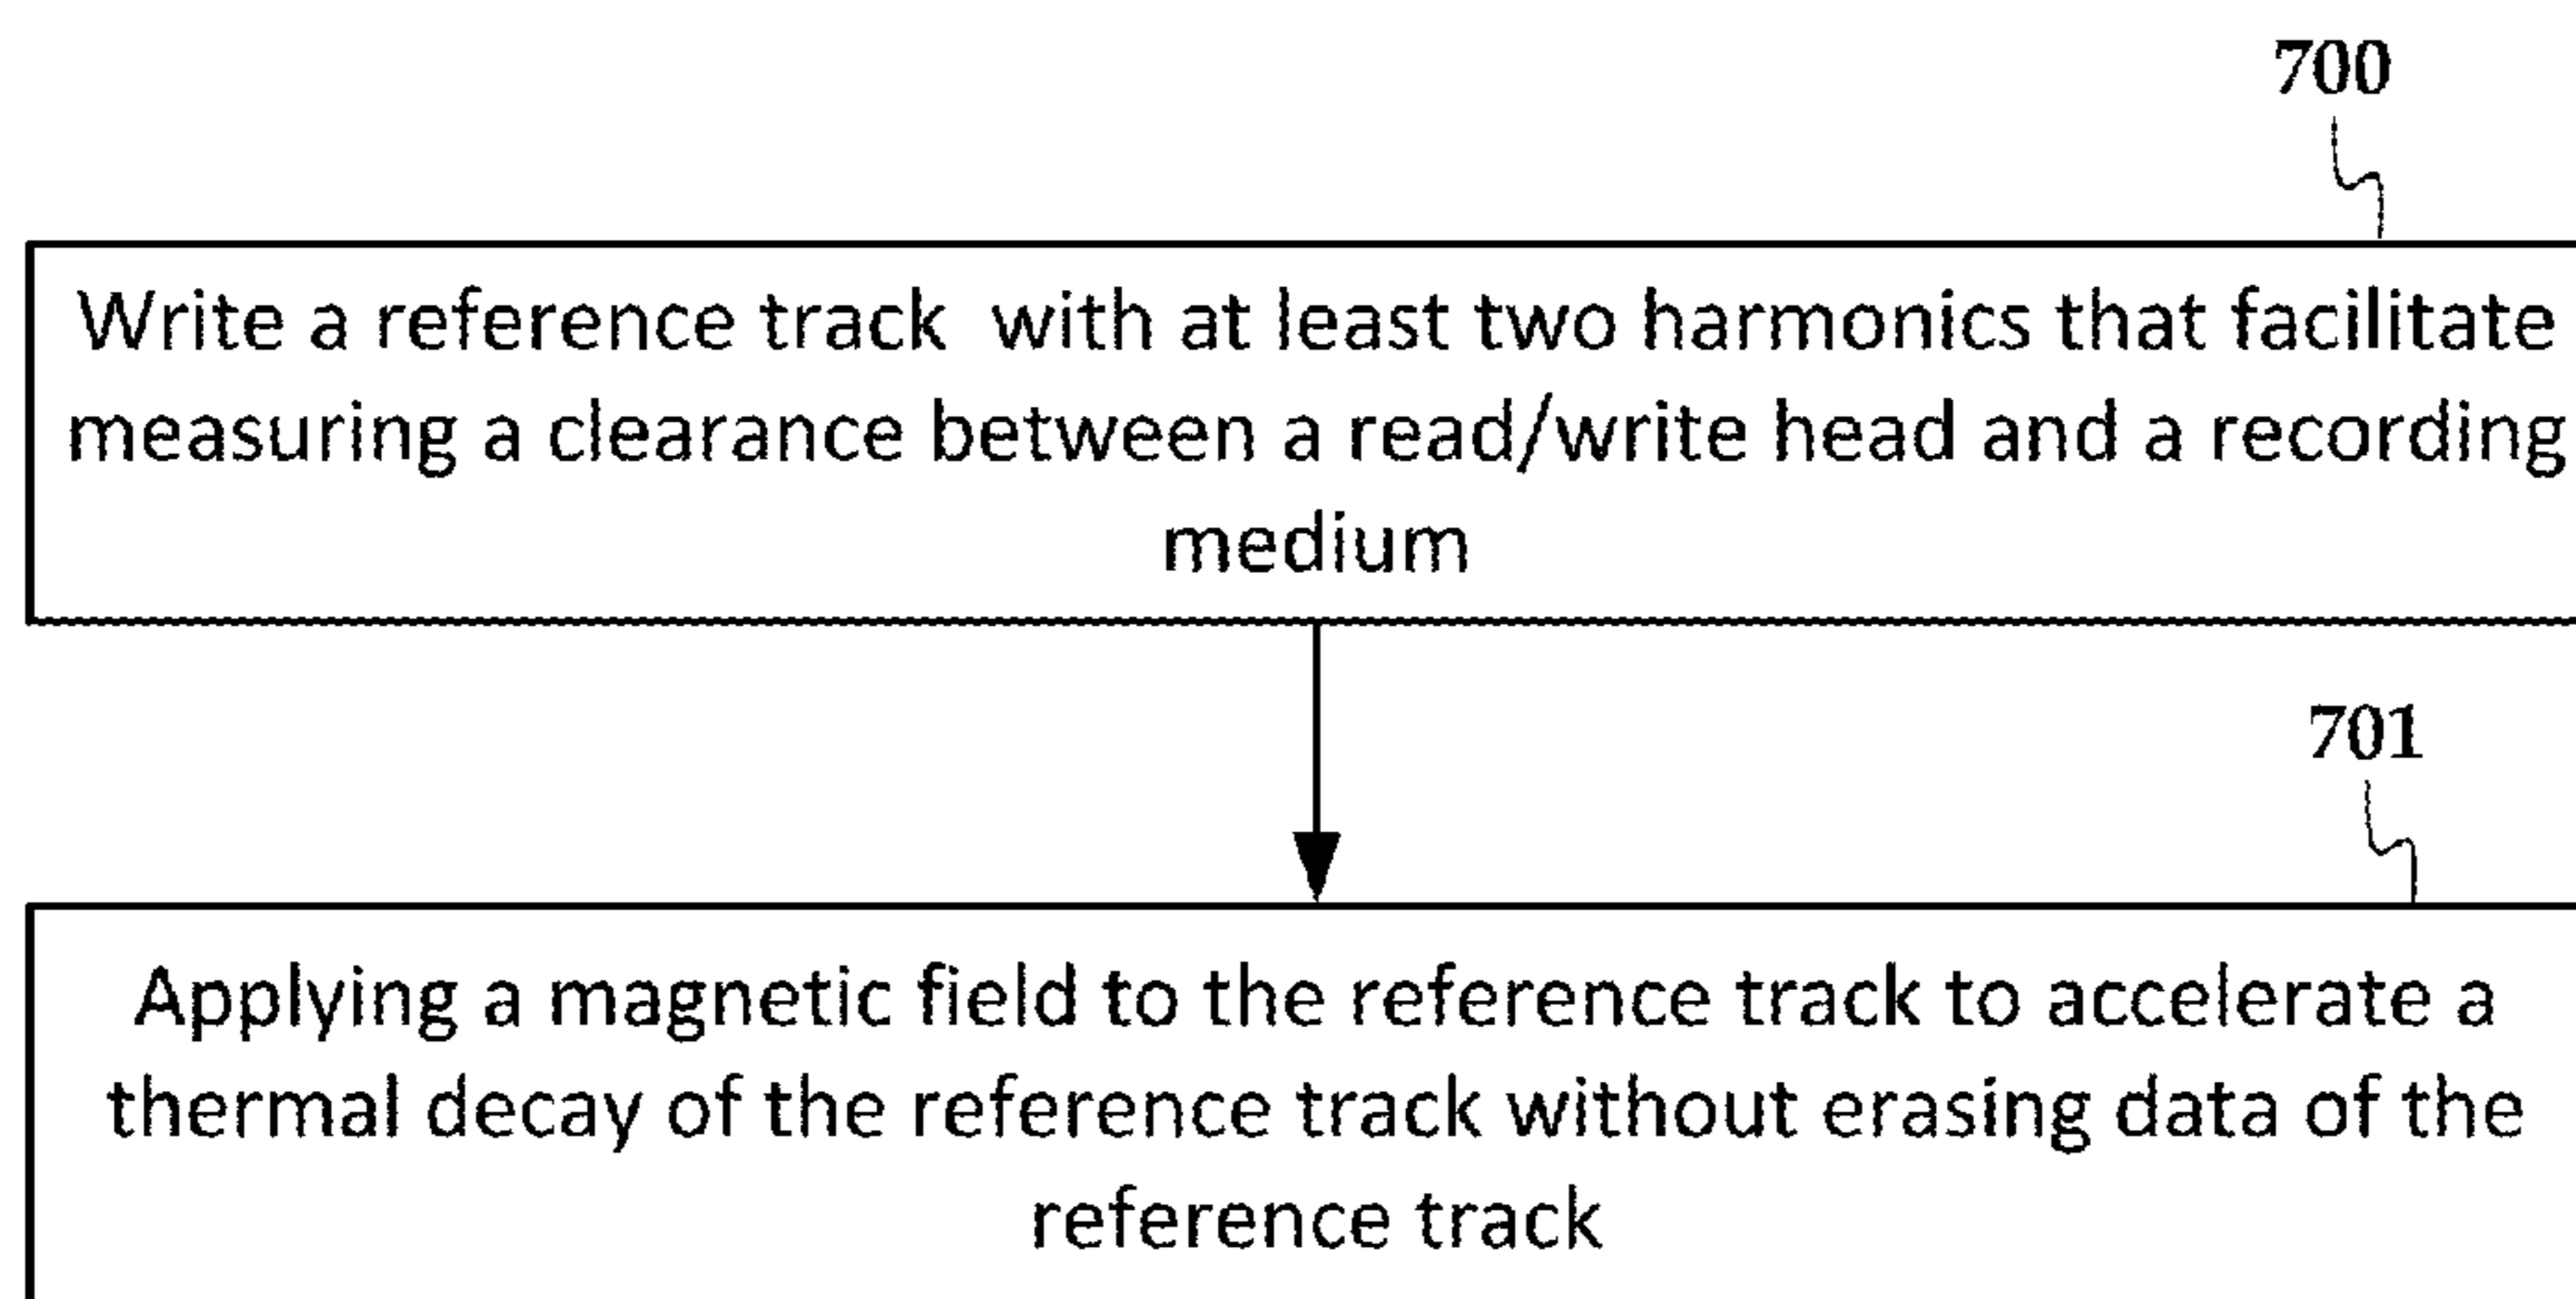 700
Write a reference track  with at least two harmonics that facilitate
measuring a clearance between a read/write head and a recording
medium
701
Applying a magnetic field to the reference track to accelerate a
thermal decay of the reference track without erasing data of the
reference track